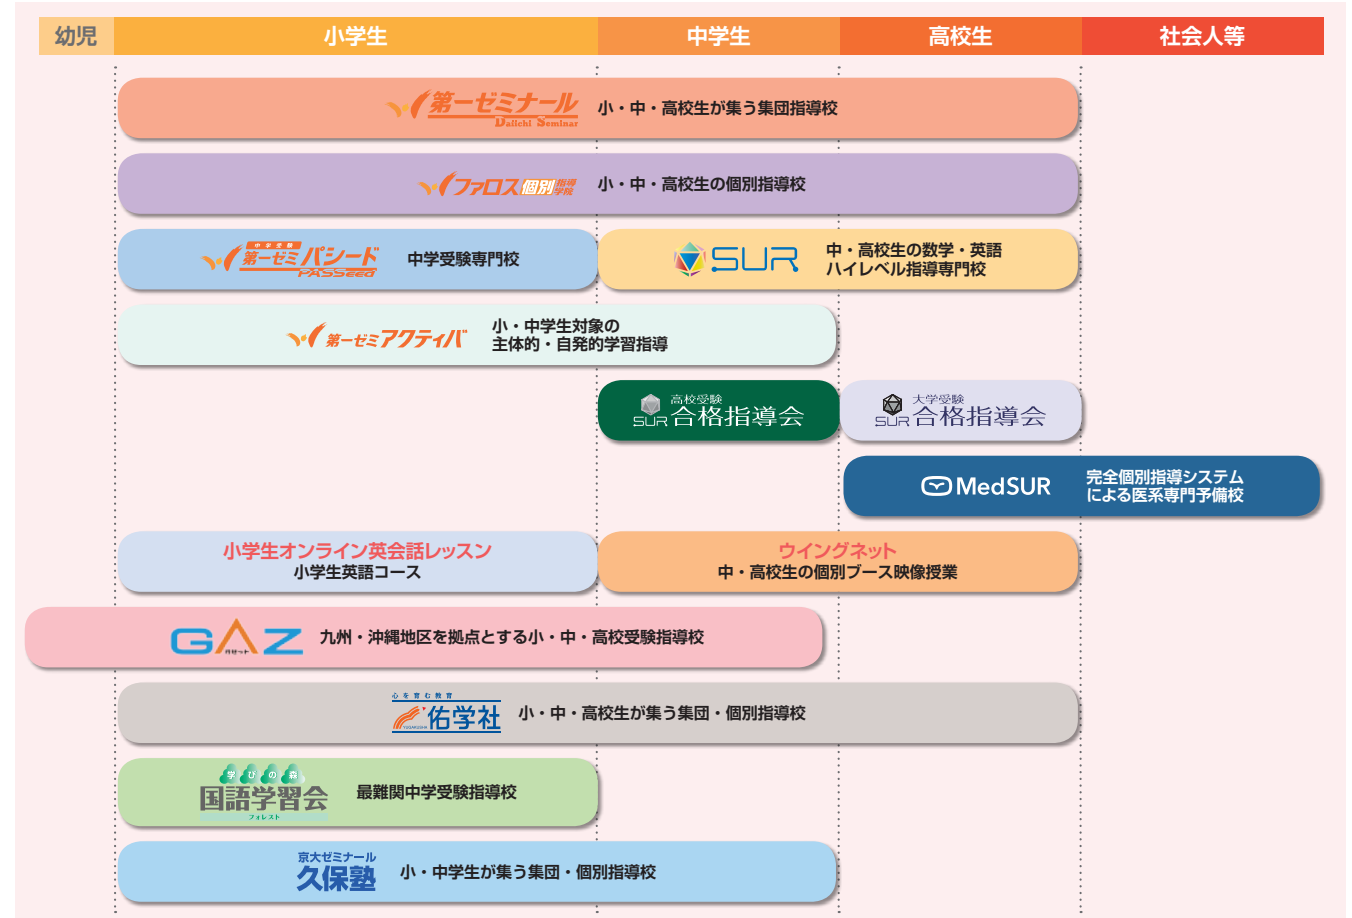 幼児 小学生 中学生 高校生 社会人等
第一ゼミナール
Daiichi Seminar
小・中・高校生が集う集団指導校
ファロス個別指導学院
小・中・高校生の個別指導校
中学受験
第一ゼミパシード
PASSeed
中学受験専門校
SUR
中・高校生の数学・英語
ハイレベル指導専門校
第一ゼミアクティバ
小・中学生対象の
主体的・自発的学習指導
高校受験
SUR 合格指導会
大学受験
SUR 合格指導会
MedSUR
完全個別指導システム
による医系専門予備校
小学生オンライン英会話レッスン
小学生英語コース
ウイングネット
中・高校生の個別ブース映像授業
GAZ
九州・沖縄地区を拠点とする小・中・高校受験指導校
心を育む教育
佑学社
小・中・高校生が集う集団・個別指導校
学びの森
国語学習会
フォレスト
最難関中学受験指導校
京大ゼミナール
久保塾
小・中学生が集う集団・個別指導校